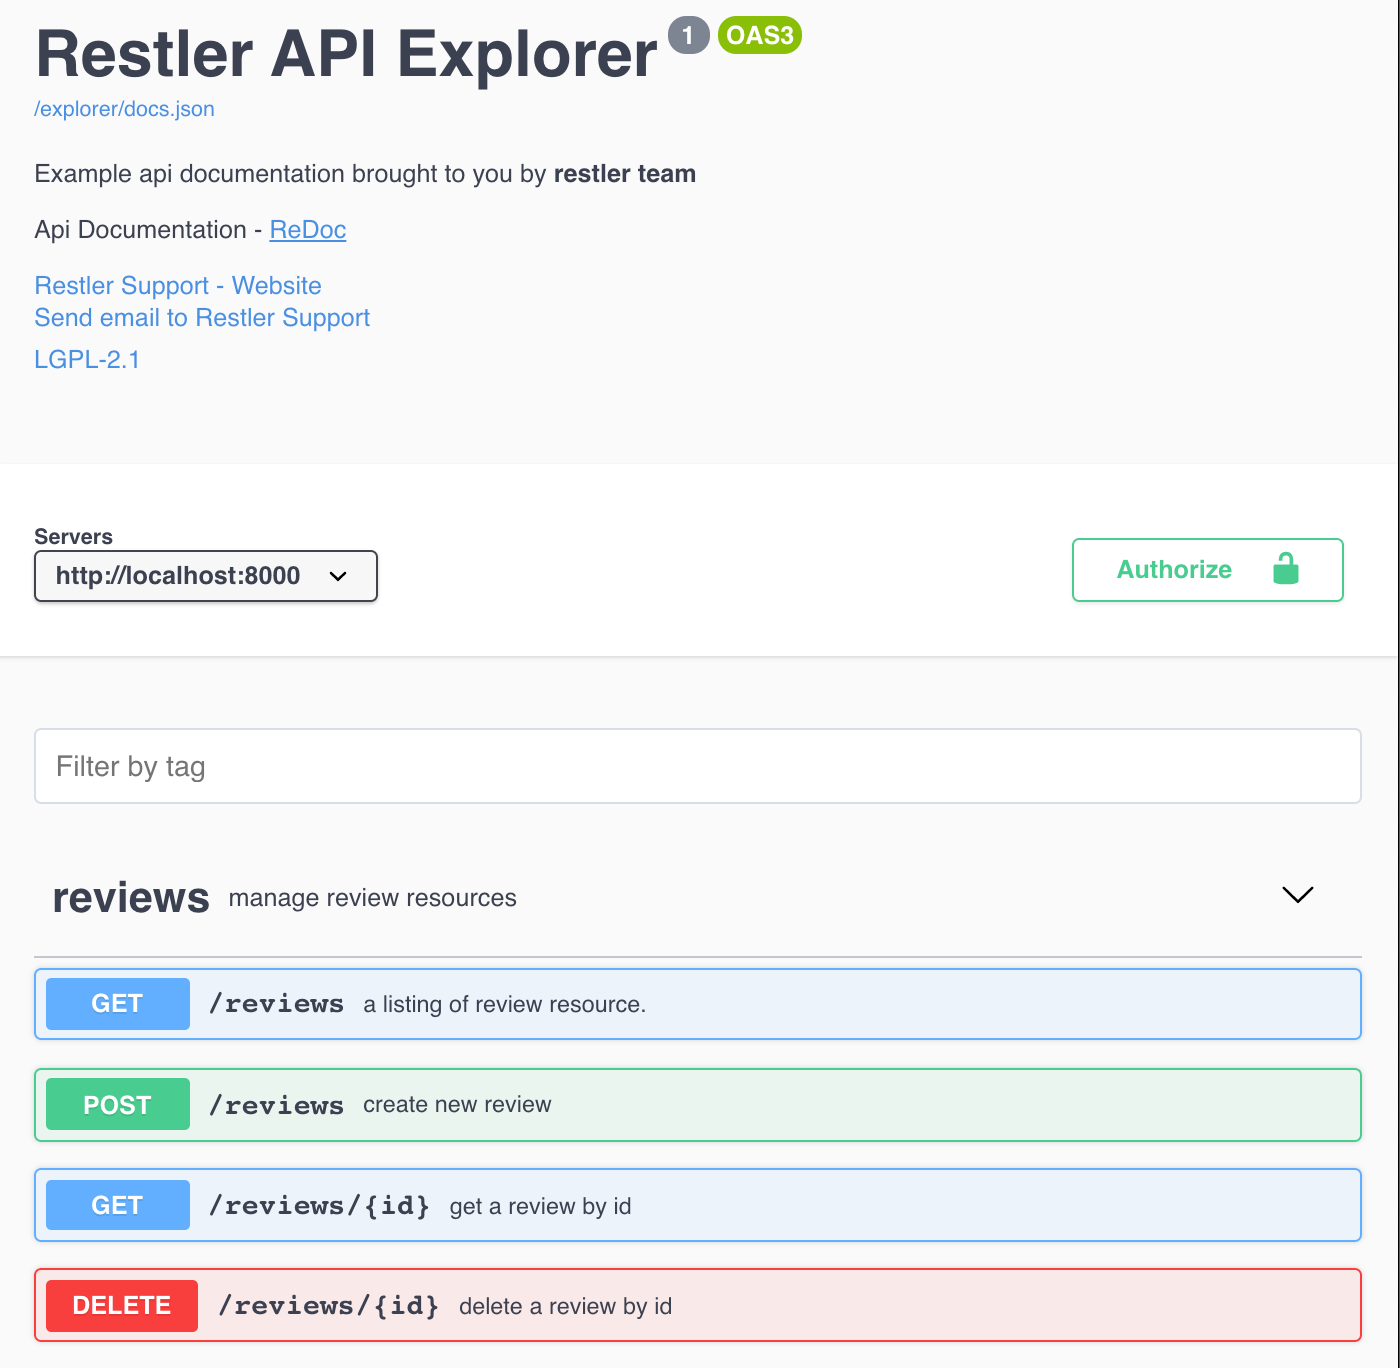 Restler API Explorer 1 OAS3
/explorer/docs.json
Example api documentation brought to you by restler team
Api Documentation - ReDoc
Restler Support - Website
Send email to Restler Support
LGPL-2.1
Servers
http://localhost:8000
Authorize
Filter by tag
reviews manage review resources
GET /reviews a listing of review resource.
POST /reviews create new review
GET /reviews/{id} get a review by id
DELETE /reviews/{id} delete a review by id